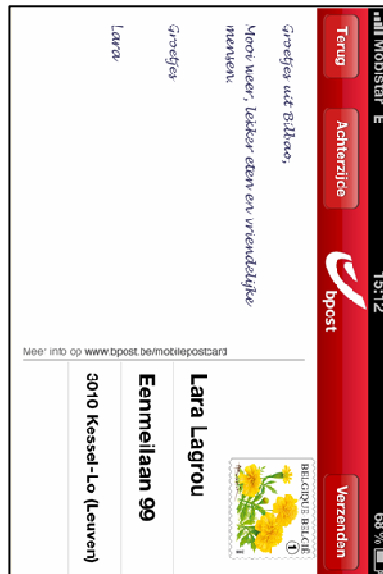 Mobistar E 15:12 68 %
Terug Achterzijde bpost Verzenden
Groetjes uit Bilbao,
Mooi weer, lekker eten en vriendelijke
mensen.
Groetjes
Lara
BELGIQUE BELGIË
1
Lara Lagrou
Eenmeilaan 99
3010 Kessel-Lo (Leuven)
Meer info op www.bpost.be/mobilepostcard